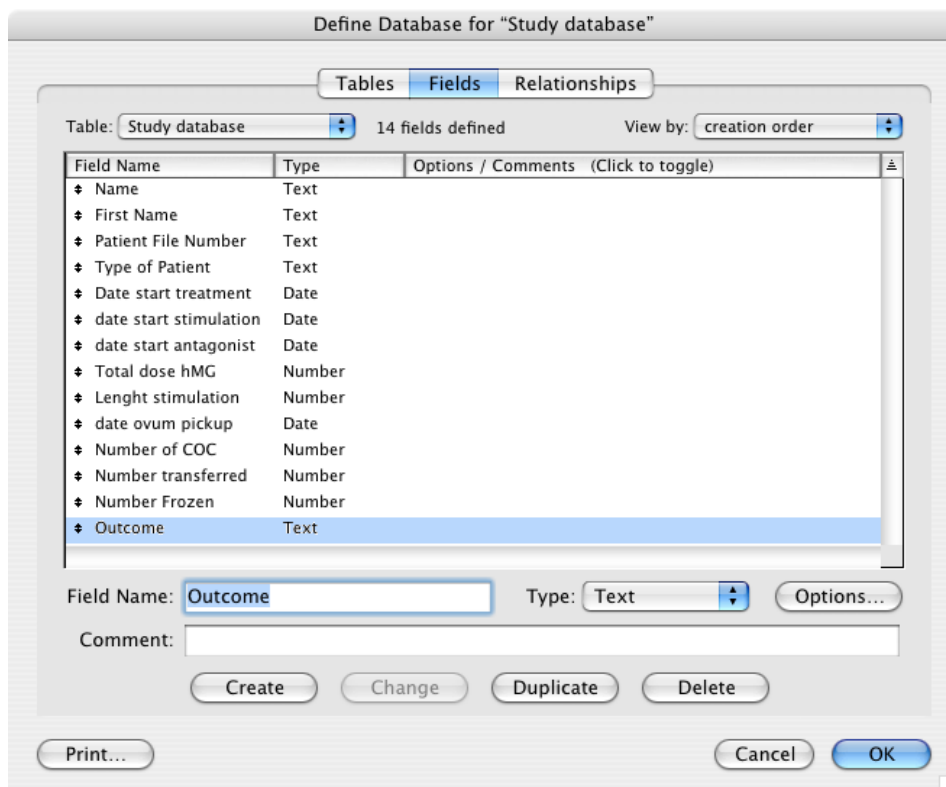 Define Database for “Study database”
Tables Fields Relationships
Table: Study database 14 fields defined View by: creation order
Field Name Type Options / Comments (Click to toggle)
Name Text
First Name Text
Patient File Number Text
Type of Patient Text
Date start treatment Date
date start stimulation Date
date start antagonist Date
Total dose hMG Number
Lenght stimulation Number
date ovum pickup Date
Number of COC Number
Number transferred Number
Number Frozen Number
Outcome Text
Field Name: Outcome Type: Text Options...
Comment:
Create Change Duplicate Delete
Print... Cancel OK